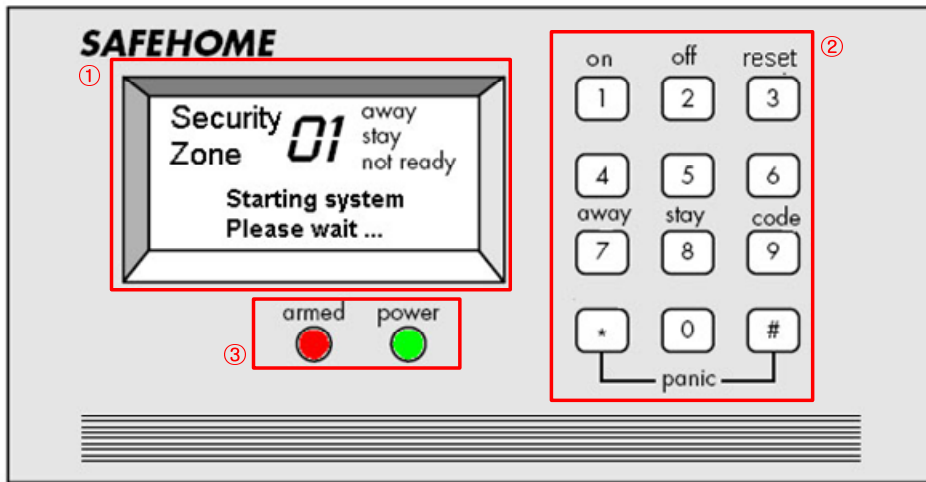 SAFEHOME
①
Security 01 away
Zone stay
not ready
Starting system
Please wait ...
armed power
③
②
on off reset
1 2 3
4 5 6
away stay code
7 8 9
* 0 #
panic